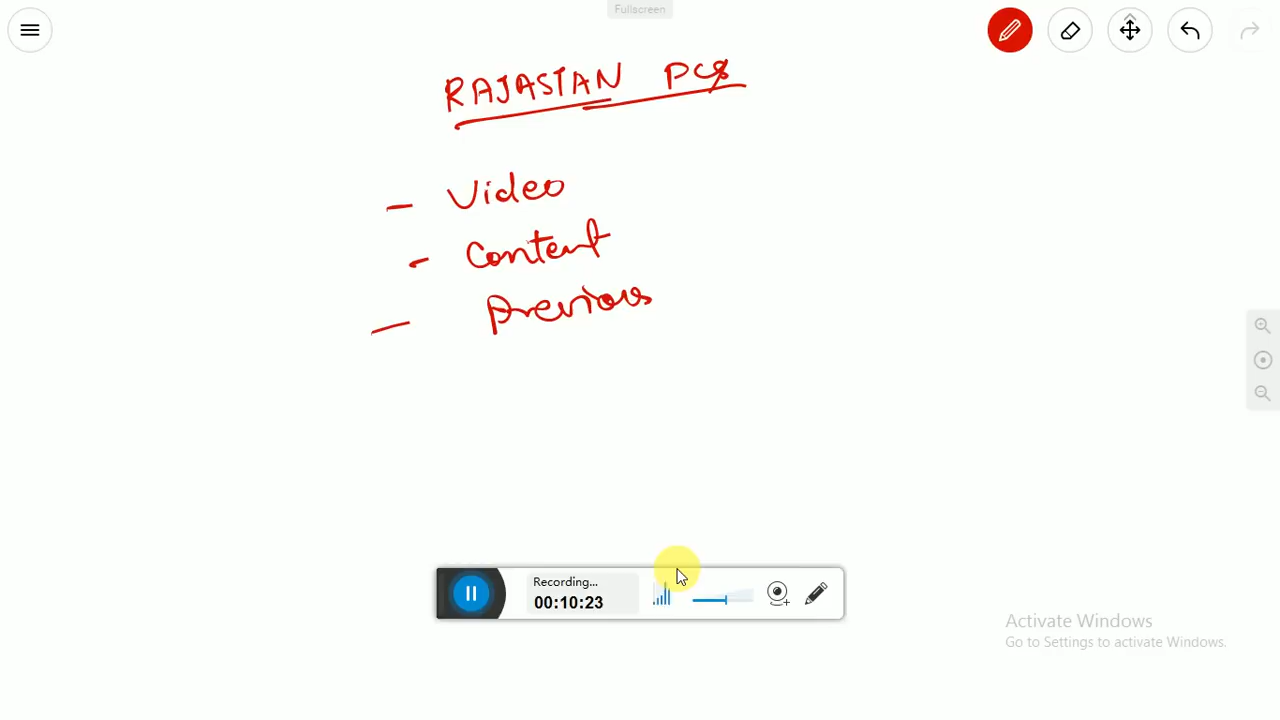 Fullscreen
RAJASTAN PCS
- Video
- Content
- Previous
Recording...
00:10:23
Activate Windows
Go to Settings to activate Windows.